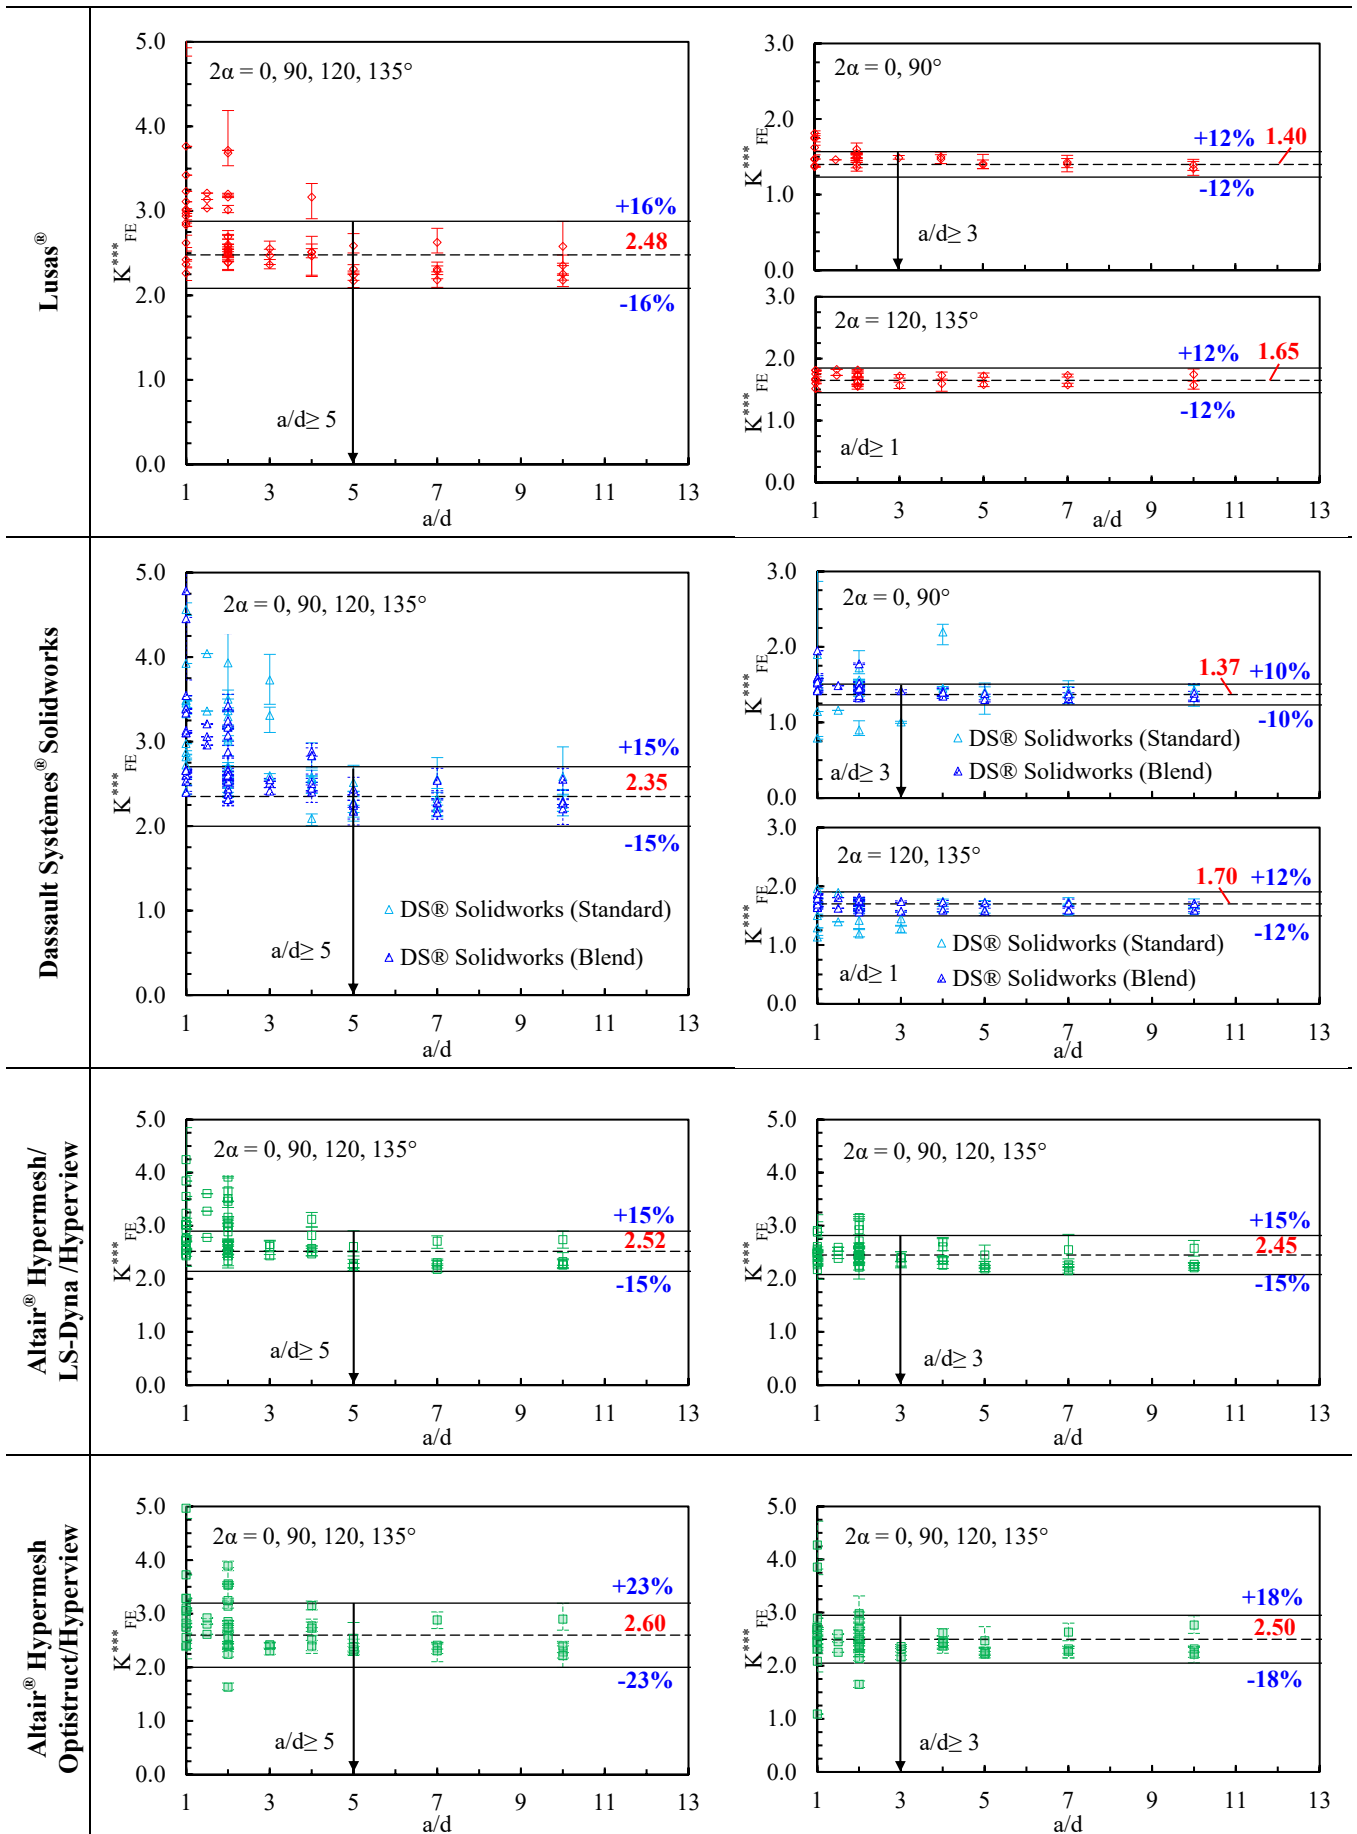 Lusas®
5.0
4.0
3.0
2.0
1.0
0.0
K***FE
2α = 0, 90, 120, 135°
+16%
2.48
-16%
a/d≥ 5
1 3 5 7 9 11 13
a/d
3.0
2.0
1.0
0.0
K***FE
2α = 0, 90°
+12% 1.40
-12%
a/d≥ 3
3.0
2.0
1.0
0.0
K***FE
2α = 120, 135°
+12% 1.65
-12%
a/d≥ 1
1 3 5 7 9 11 13
a/d
Dassault Systèmes® Solidworks
5.0
4.0
3.0
2.0
1.0
0.0
K***FE
2α = 0, 90, 120, 135°
+15%
2.35
-15%
DS® Solidworks (Standard)
DS® Solidworks (Blend)
a/d≥ 5
1 3 5 7 9 11 13
a/d
3.0
2.0
1.0
0.0
K***FE
2α = 0, 90°
1.37 +10%
-10%
DS® Solidworks (Standard)
DS® Solidworks (Blend)
a/d≥ 3
3.0
2.0
1.0
0.0
K***FE
2α = 120, 135°
1.70 +12%
-12%
DS® Solidworks (Standard)
DS® Solidworks (Blend)
a/d≥ 1
1 3 5 7 9 11 13
a/d
Altair® Hypermesh/
LS-Dyna /Hyperview
5.0
4.0
3.0
2.0
1.0
0.0
K***FE
2α = 0, 90, 120, 135°
+15%
2.52
-15%
a/d≥ 5
1 3 5 7 9 11 13
a/d
5.0
4.0
3.0
2.0
1.0
0.0
K***FE
2α = 0, 90, 120, 135°
+15%
2.45
-15%
a/d≥ 3
1 3 5 7 9 11 13
a/d
Altair® Hypermesh
Optistruct/Hyperview
5.0
4.0
3.0
2.0
1.0
0.0
K***FE
2α = 0, 90, 120, 135°
+23%
2.60
-23%
a/d≥ 5
1 3 5 7 9 11 13
a/d
5.0
4.0
3.0
2.0
1.0
0.0
K***FE
2α = 0, 90, 120, 135°
+18%
2.50
-18%
a/d≥ 3
1 3 5 7 9 11 13
a/d